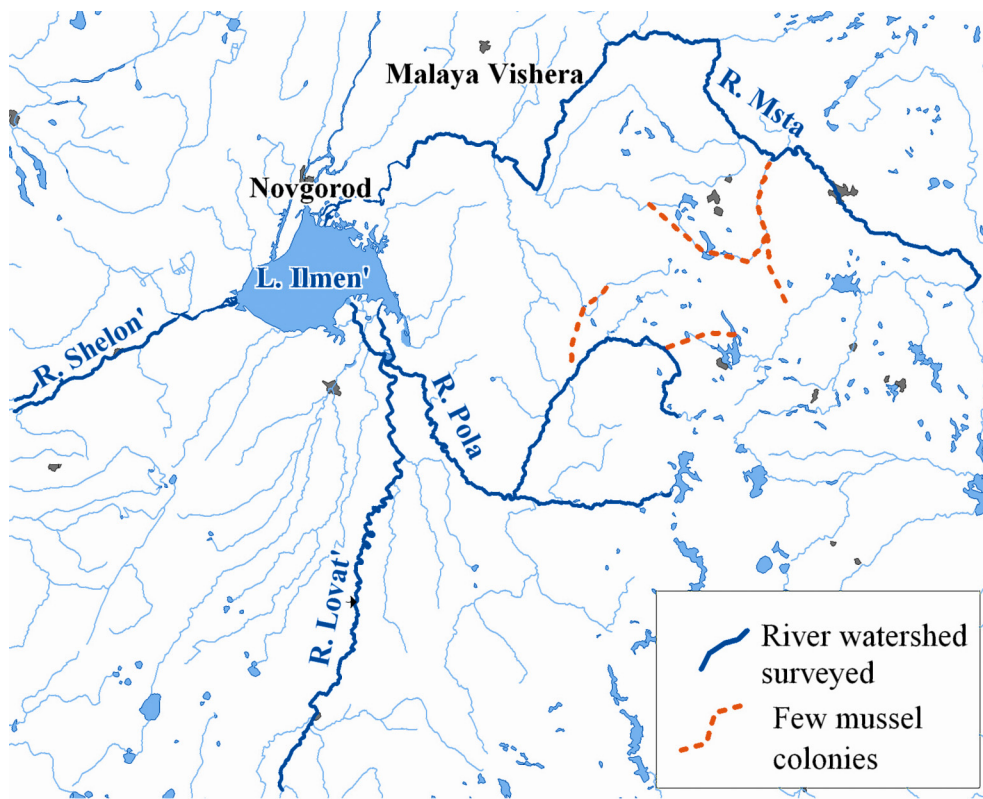 Malaya Vishera
R. Msta
Novgorod
L. Ilmen'
R. Shelon'
R. Pola
R. Lovat'
River watershed
surveyed
Few mussel
colonies